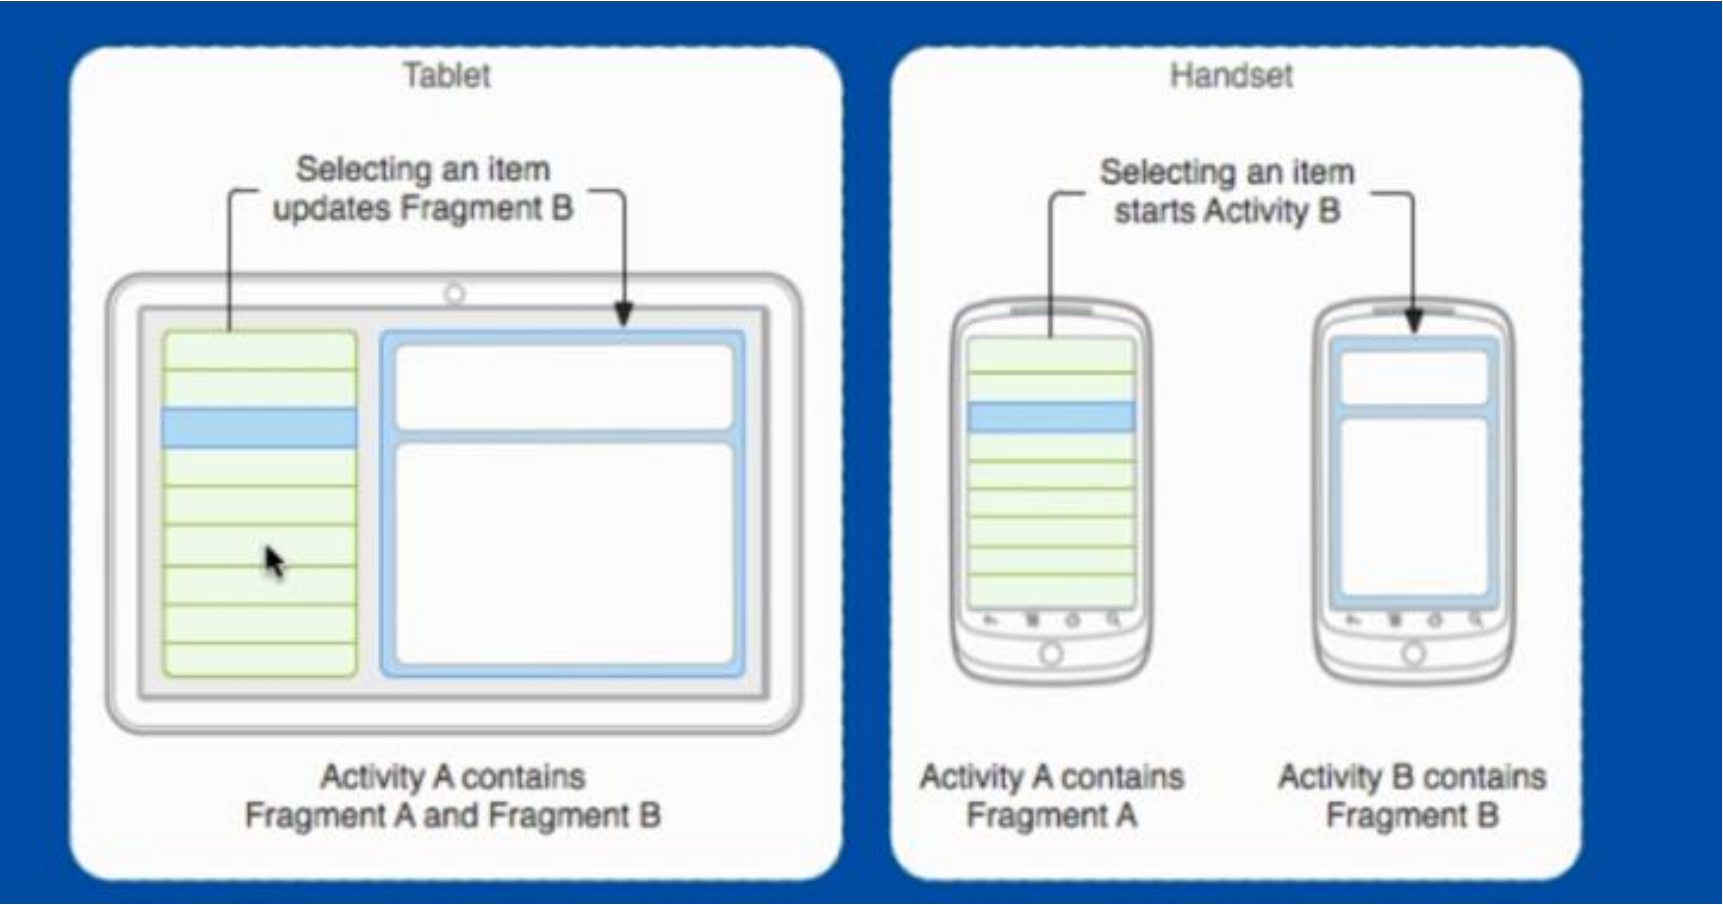 Tablet
Selecting an item
updates Fragment B
Activity A contains
Fragment A and Fragment B
Handset
Selecting an item
starts Activity B
Activity A contains
Fragment A
Activity B contains
Fragment B